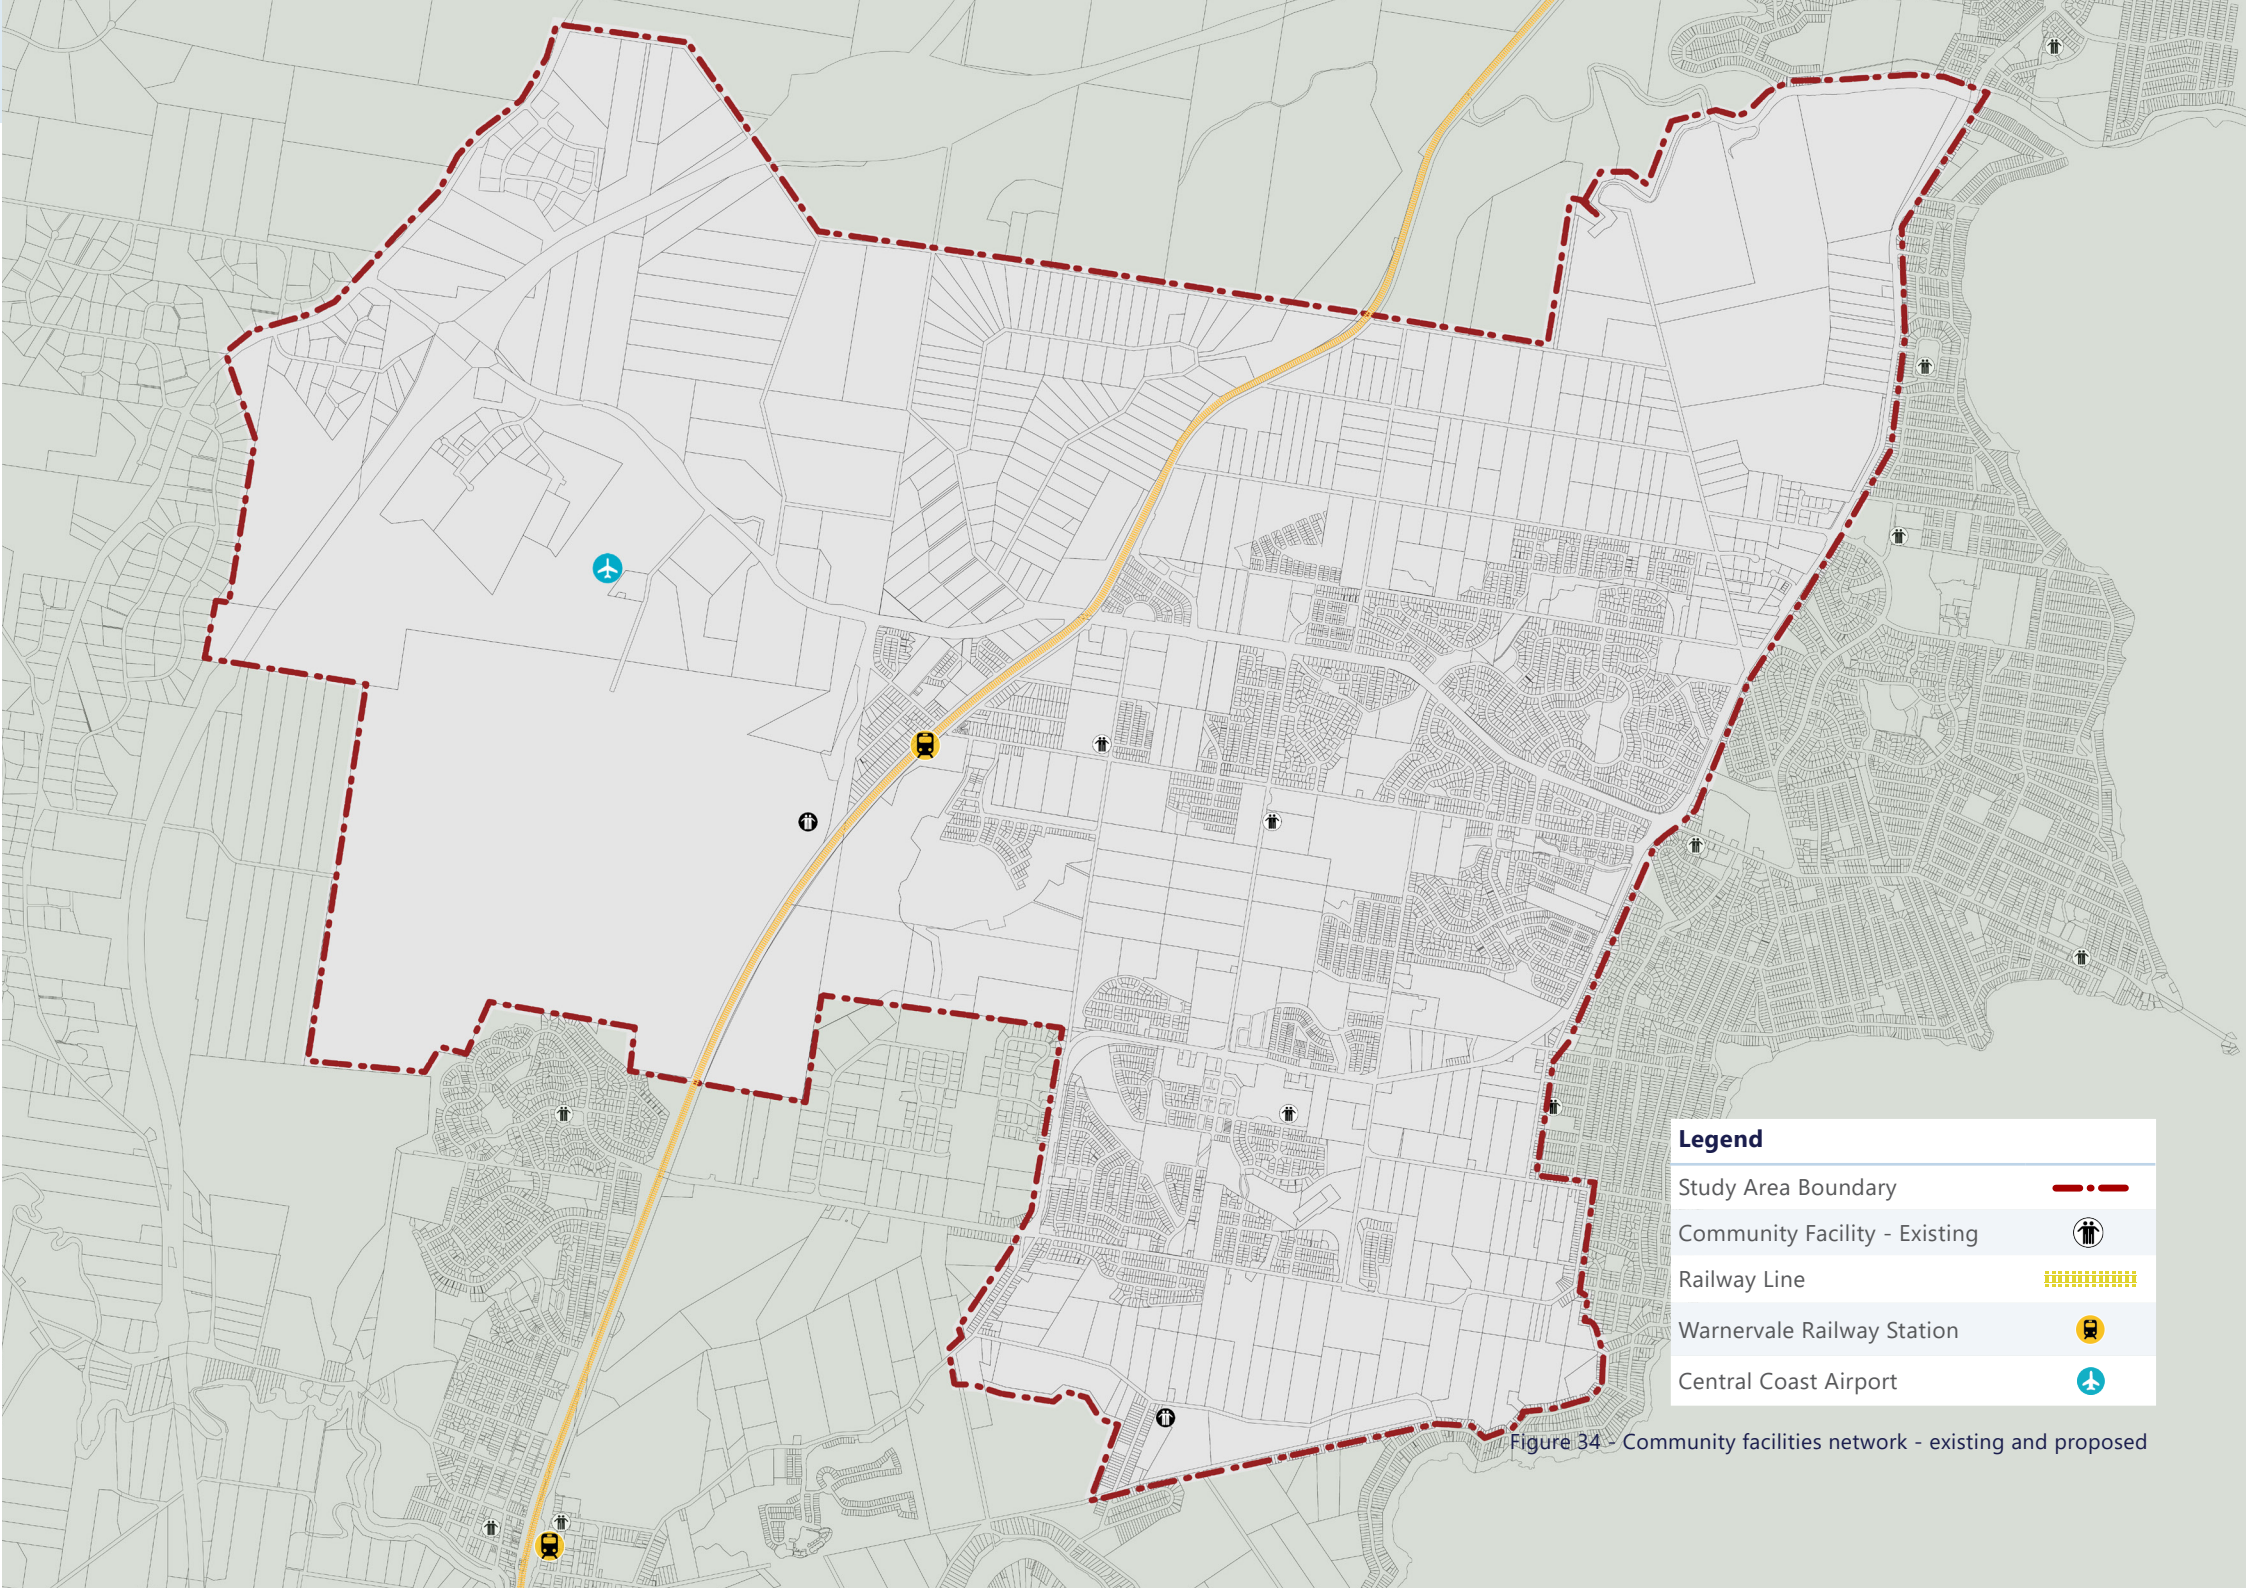 Legend
Study Area Boundary
Community Facility - Existing
Railway Line
Warnervale Railway Station
Central Coast Airport
Figure 34 - Community facilities network - existing and proposed